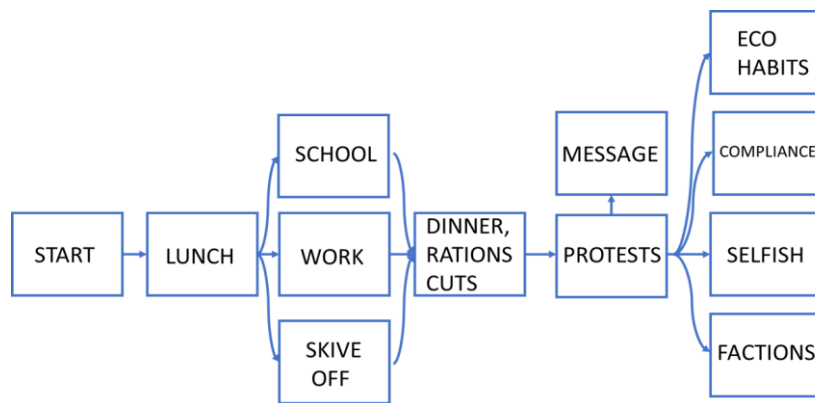 START
LUNCH
SCHOOL
WORK
SKIVE
OFF
DINNER,
RATIONS
CUTS
MESSAGE
PROTESTS
ECO
HABITS
COMPLIANCE
SELFISH
FACTIONS